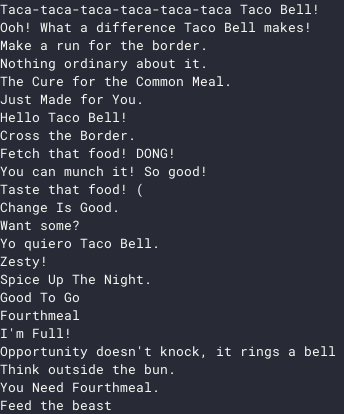 Taca-taca-taca-taca-taca-taca Taco Bell!
Ooh! What a difference Taco Bell makes!
Make a run for the border.
Nothing ordinary about it.
The Cure for the Common Meal.
Just Made for You.
Hello Taco Bell!
Cross the Border.
Fetch that food! DONG!
You can munch it! So good!
Taste that food! (
Change Is Good.
Want some?
Yo quiero Taco Bell.
Zesty!
Spice Up The Night.
Good To Go
Fourthmeal
I'm Full!
Opportunity doesn't knock, it rings a bell
Think outside the bun.
You Need Fourthmeal.
Feed the beast